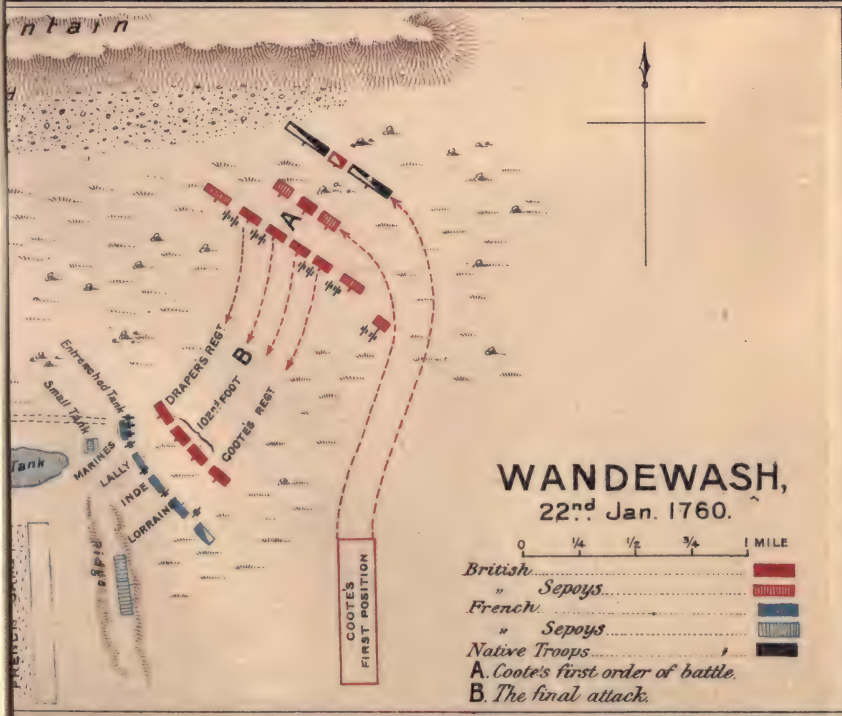 ntain
A
DRAPER'S REGT
B
102nd FOOT
COOTE'S REGT
Entrenched Tank
Small Tank
Tank
MARINES
LALLY
INDE
LORRAIN
Ridge
COOTE'S
FIRST POSITION
WANDEWASH,
22nd Jan. 1760.
0 1/4 1/2 3/4 1 MILE
British
" Sepoys
French
" Sepoys
Native Troops
A. Coote's first order of battle.
B. The final attack.